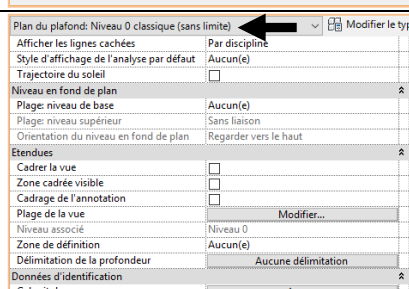 Plan du plafond: Niveau 0 classique (sans limite) Modifier le typ
Afficher les lignes cachées Par discipline
Style d'affichage de l'analyse par défaut Aucun(e)
Trajectoire du soleil
Niveau en fond de plan
Plage: niveau de base Aucun(e)
Plage: niveau supérieur Sans liaison
Orientation du niveau en fond de plan Regarder vers le haut
Etendues
Cadrer la vue
Zone cadrée visible
Cadrage de l'annotation
Plage de la vue Modifier...
Niveau associé Niveau 0
Zone de définition Aucun(e)
Délimitation de la profondeur Aucune délimitation
Données d'identification